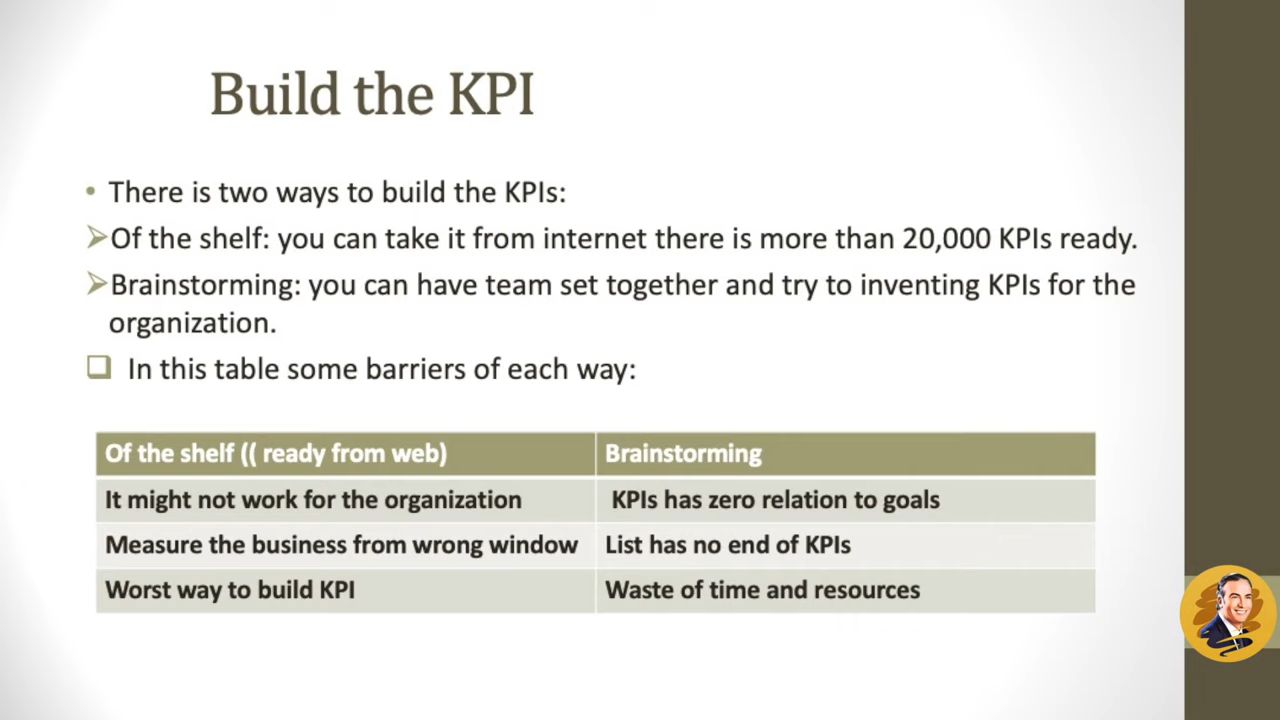 Build the KPI
• There is two ways to build the KPIs:
➢Of the shelf: you can take it from internet there is more than 20,000 KPIs ready.
➢Brainstorming: you can have team set together and try to inventing KPIs for the
organization.
❑ In this table some barriers of each way:
Of the shelf (( ready from web) Brainstorming
It might not work for the organization KPIs has zero relation to goals
Measure the business from wrong window List has no end of KPIs
Worst way to build KPI Waste of time and resources